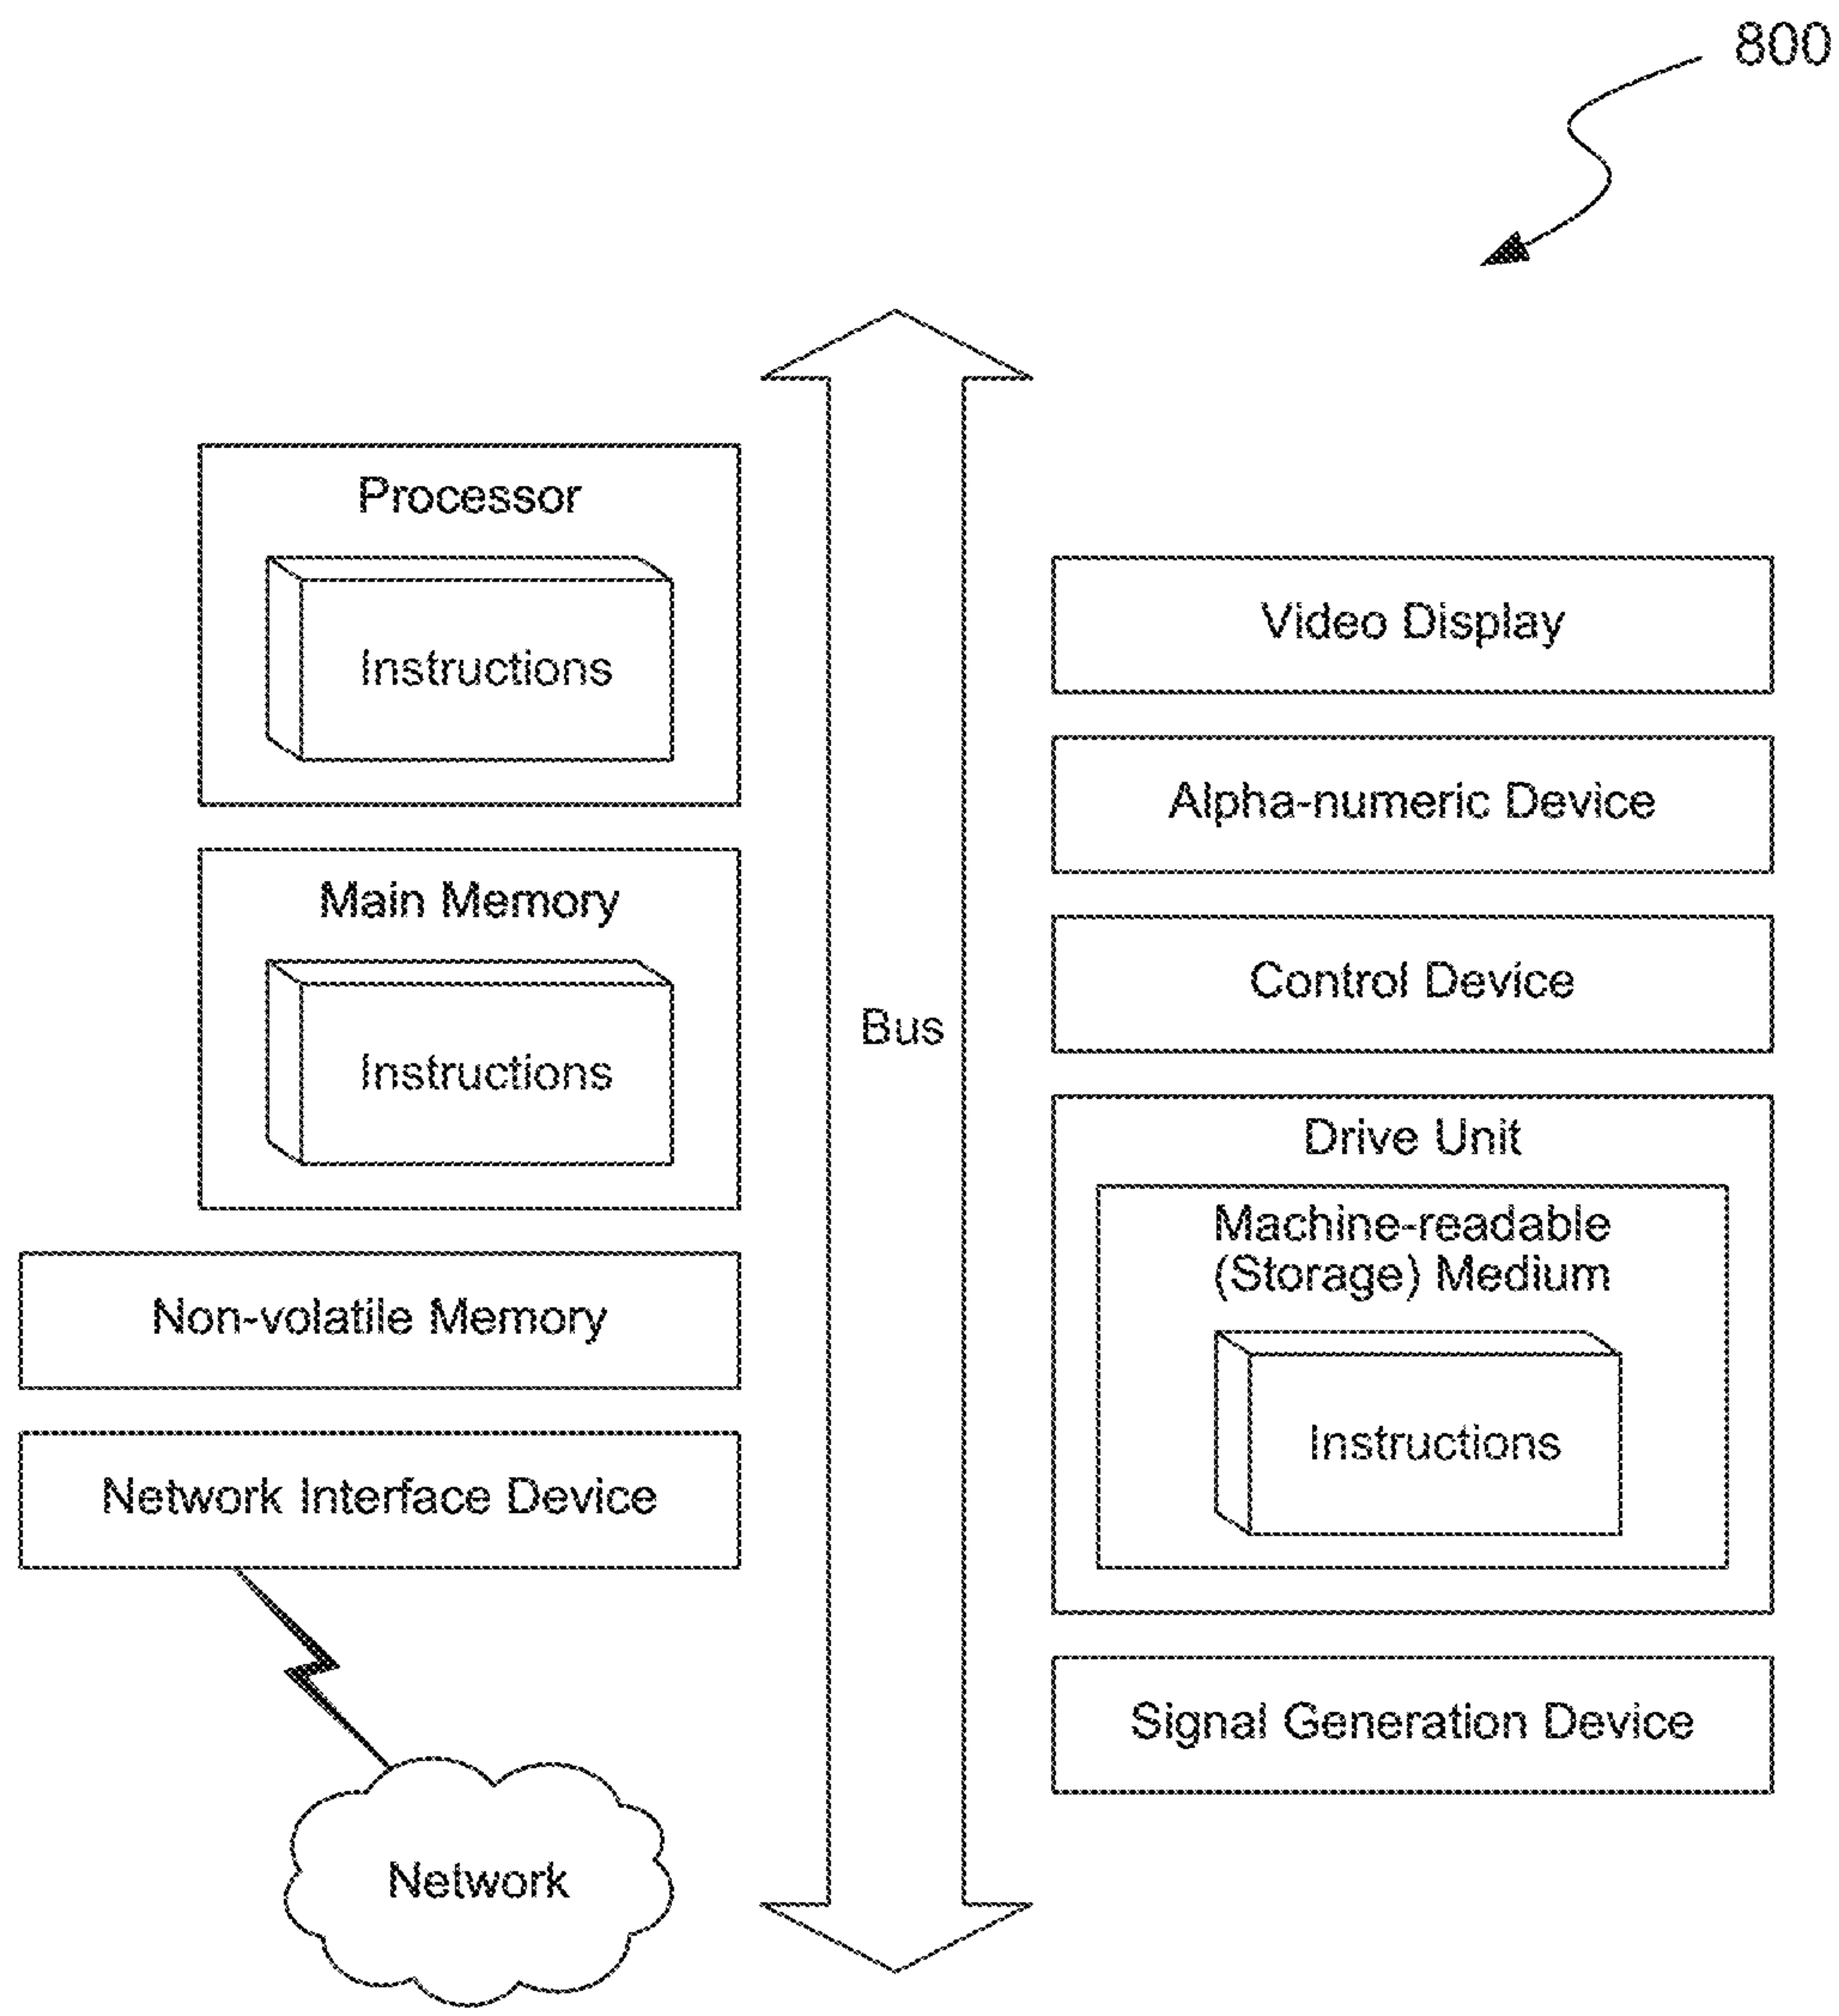 800
Processor
Instructions
Main Memory
Instructions
Non-volatile Memory
Network Interface Device
Network
Bus
Video Display
Alpha-numeric Device
Control Device
Drive Unit
Machine-readable
(Storage) Medium
Instructions
Signal Generation Device